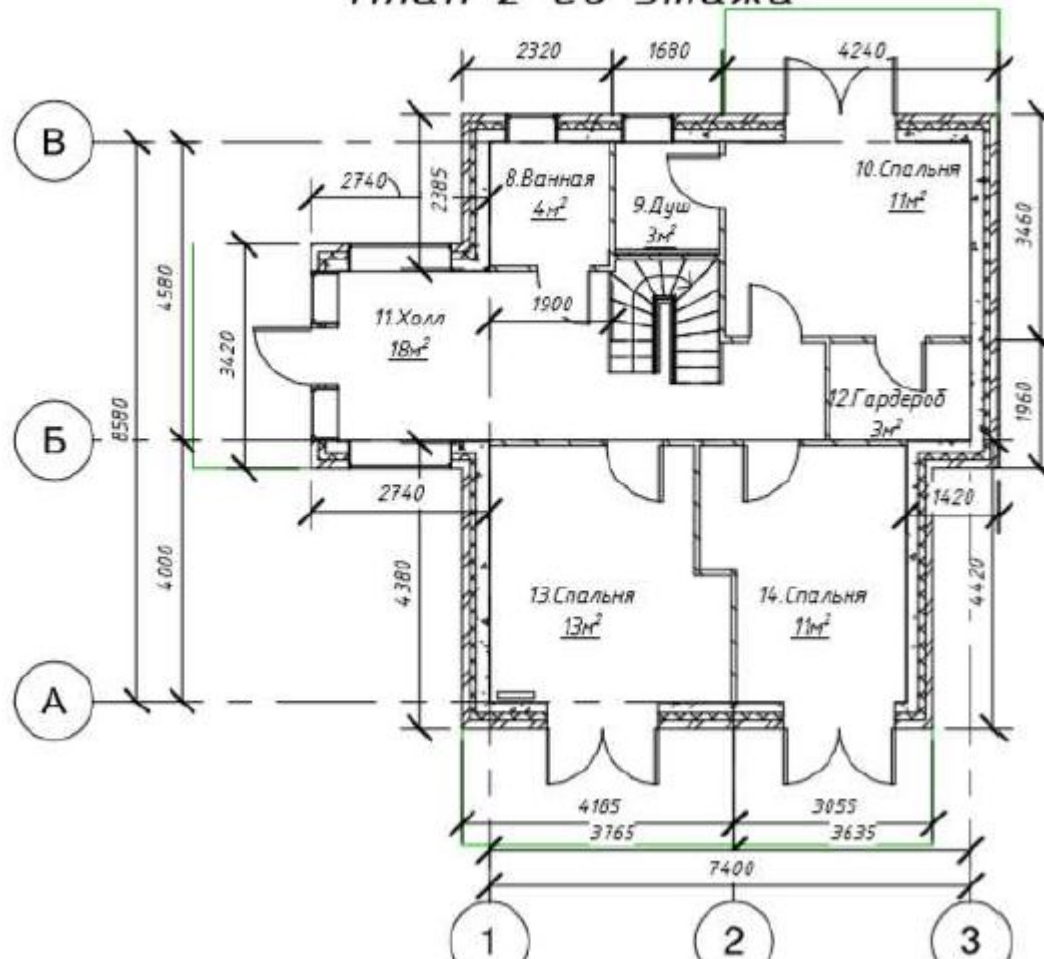 План 2-го этажа
2320 1680 4240
В
2740
2385
8.Ванная
4м²
9.Душ
3м²
10.Спальня
11м²
3460
4580
3420
8580
11.Холл
18м²
1900
12.Гардероб
3м²
1960
Б
2740
1420
4000
4380
13.Спальня
13м²
14.Спальня
11м²
4420
А
4185 3055
3765 3635
7400
1 2 3